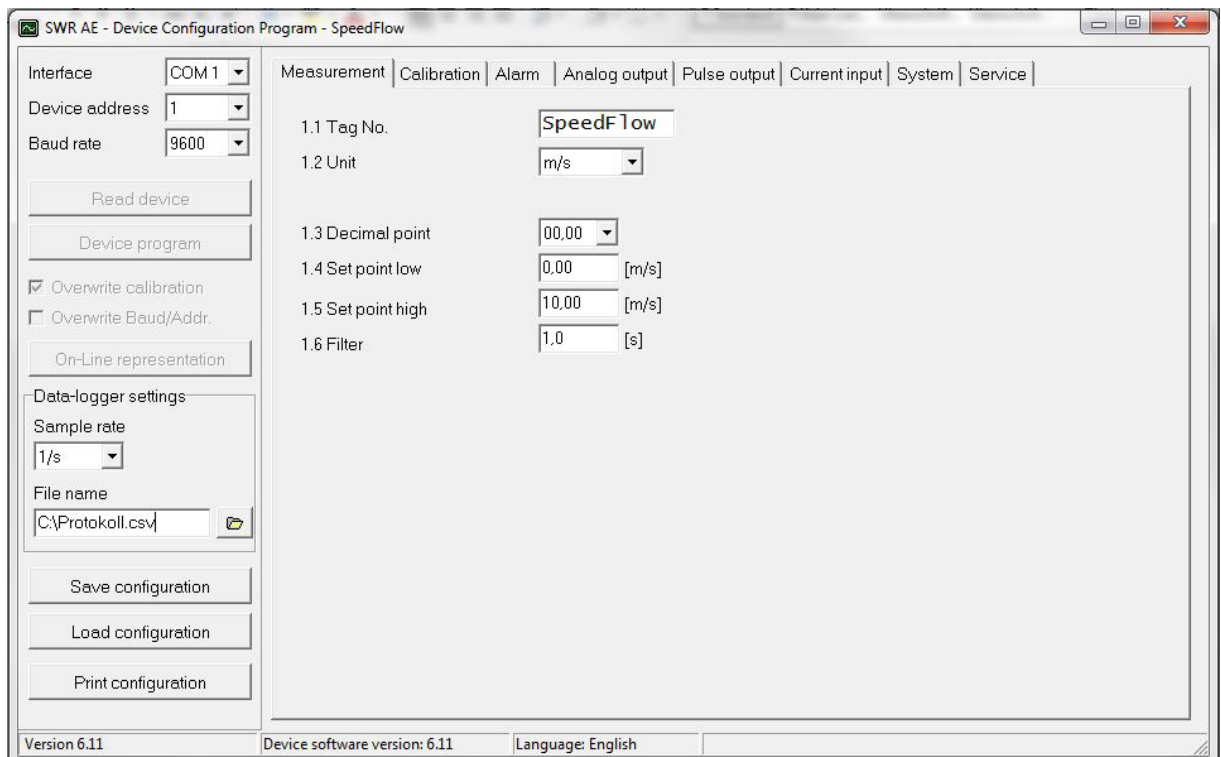 SWR AE - Device Configuration Program - SpeedFlow
Interface COM 1
Device address 1
Baud rate 9600
Read device
Device program
Overwrite calibration
Overwrite Baud/Addr.
On-Line representation
Data-logger settings
Sample rate
1/s
File name
C:\Protokoll.csv
Save configuration
Load configuration
Print configuration
Measurement Calibration Alarm Analog output Pulse output Current input System Service
1.1 Tag No. SpeedFlow
1.2 Unit m/s
1.3 Decimal point 00,00
1.4 Set point low 0,00 [m/s]
1.5 Set point high 10,00 [m/s]
1.6 Filter 1,0 [s]
Version 6.11 Device software version: 6.11 Language: English